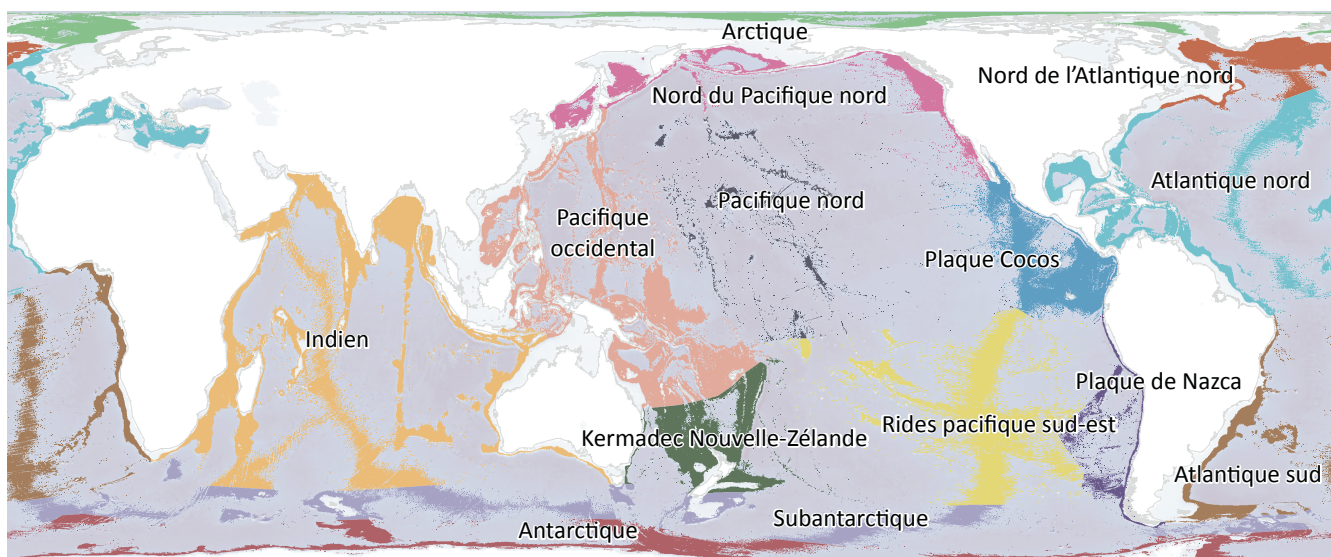 Arctique
Nord de l'Atlantique nord
Nord du Pacifique nord
Atlantique nord
Pacifique nord
Pacifique
occidental
Plaque Cocos
Indien
Plaque de Nazca
Rides pacifique sud-est
Kermadec Nouvelle-Zélande
Atlantique sud
Subantarctique
Antarctique